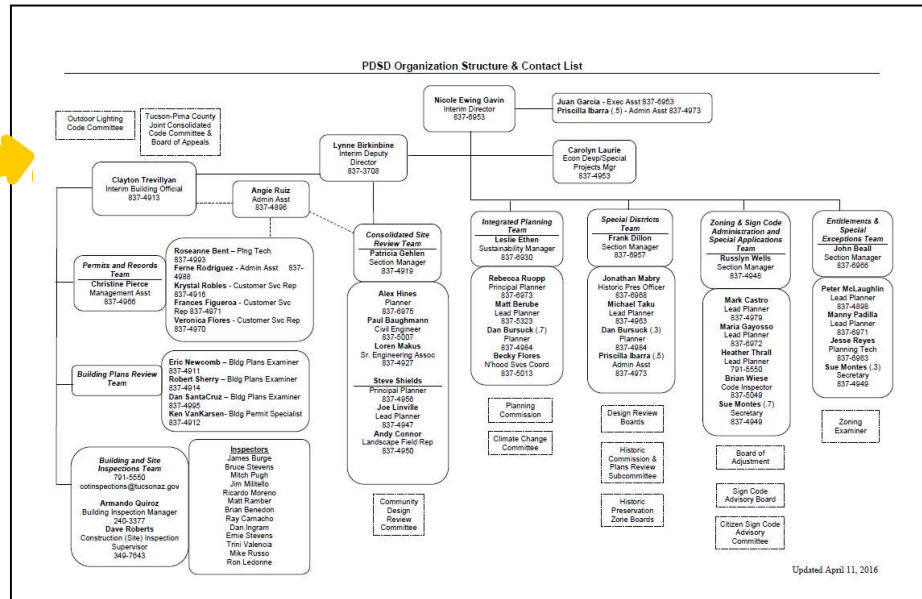 PDSD Organization Structure & Contact List
Nicole Ewing Gavin
Interim Director
837-6953
Juan Garcia - Exec Asst 837-6953
Priscilla Ibarra (.5) - Admin Asst 837-4973
Outdoor Lighting
Code Committee
Tucson-Pima County
Joint Consolidated
Code Committee &
Board of Appeals
Lynne Birkinbine
Interim Deputy
Director
837-3708
Carolyn Laurie
Econ Devp/Special
Projects Mgr
837-4953
Clayton Trevillyan
Interim Building Official
837-4913
Angie Ruiz
Admin Asst
837-4896
Permits and Records
Team
Christine Pierce
Management Asst
837-4966
Roseanne Bent – Plng Tech
837-4993
Ferne Rodriguez - Admin Asst 837-
4988
Krystal Robles - Customer Svc Rep
837-4916
Frances Figueroa - Customer Svc
Rep 837-4971
Veronica Flores - Customer Svc Rep
837-4970
Building Plans Review
Team
Eric Newcomb – Bldg Plans Examiner
837-4911
Robert Sherry – Bldg Plans Examiner
837-4914
Dan SantaCruz – Bldg Plans Examiner
837-4995
Ken VanKarsen- Bldg Permit Specialist
837-4912
Building and Site
Inspections Team
791-5550
cotinspections@tucsonaz.gov
Armando Quiroz
Building Inspection Manager
240-3377
Dave Roberts
Construction (Site) Inspection
Supervisor
349-7643
Inspectors
James Burge
Bruce Stevens
Mitch Pugh
Jim Militello
Ricardo Moreno
Matt Ramber
Brian Benedon
Ray Camacho
Dan Ingram
Ernie Stevens
Trini Valencia
Mike Russo
Ron Ledonne
Consolidated Site
Review Team
Patricia Gehlen
Section Manager
837-4919
Alex Hines
Planner
837-6975
Paul Baughmann
Civil Engineer
837-5007
Loren Makus
Sr. Engineering Assoc
837-4927
Steve Shields
Principal Planner
837-4956
Joe Linville
Lead Planner
837-4947
Andy Connor
Landscape Field Rep
837-4950
Community
Design
Review
Committee
Integrated Planning
Team
Leslie Ethen
Sustainability Manager
837-6930
Rebecca Ruopp
Principal Planner
837-6973
Matt Berube
Lead Planner
837-5323
Dan Bursuck (.7)
Planner
837-4984
Becky Flores
N'hood Svcs Coord
837-5013
Planning
Commission
Climate Change
Committee
Special Districts
Team
Frank Dillon
Section Manager
837-6957
Jonathan Mabry
Historic Pres Officer
837-6968
Michael Taku
Lead Planner
837-4963
Dan Bursuck (.3)
Planner
837-4984
Priscilla Ibarra (.5)
Admin Asst
837-4973
Design Review
Boards
Historic
Commission &
Plans Review
Subcommittee
Historic
Preservation
Zone Boards
Zoning & Sign Code
Administration and
Special Applications
Team
Russlyn Wells
Section Manager
837-4948
Mark Castro
Lead Planner
837-4979
Maria Gayosso
Lead Planner
837-6972
Heather Thrall
Lead Planner
791-5550
Brian Wiese
Code Inspector
837-5049
Sue Montes (.7)
Secretary
837-4949
Board of
Adjustment
Sign Code
Advisory Board
Citizen Sign Code
Advisory
Committee
Entitlements &
Special
Exceptions Team
John Beall
Section Manager
837-6966
Peter McLaughlin
Lead Planner
837-4898
Manny Padilla
Lead Planner
837-6971
Jesse Reyes
Planning Tech
837-6963
Sue Montes (.3)
Secretary
837-4949
Zoning
Examiner
Updated April 11, 2016